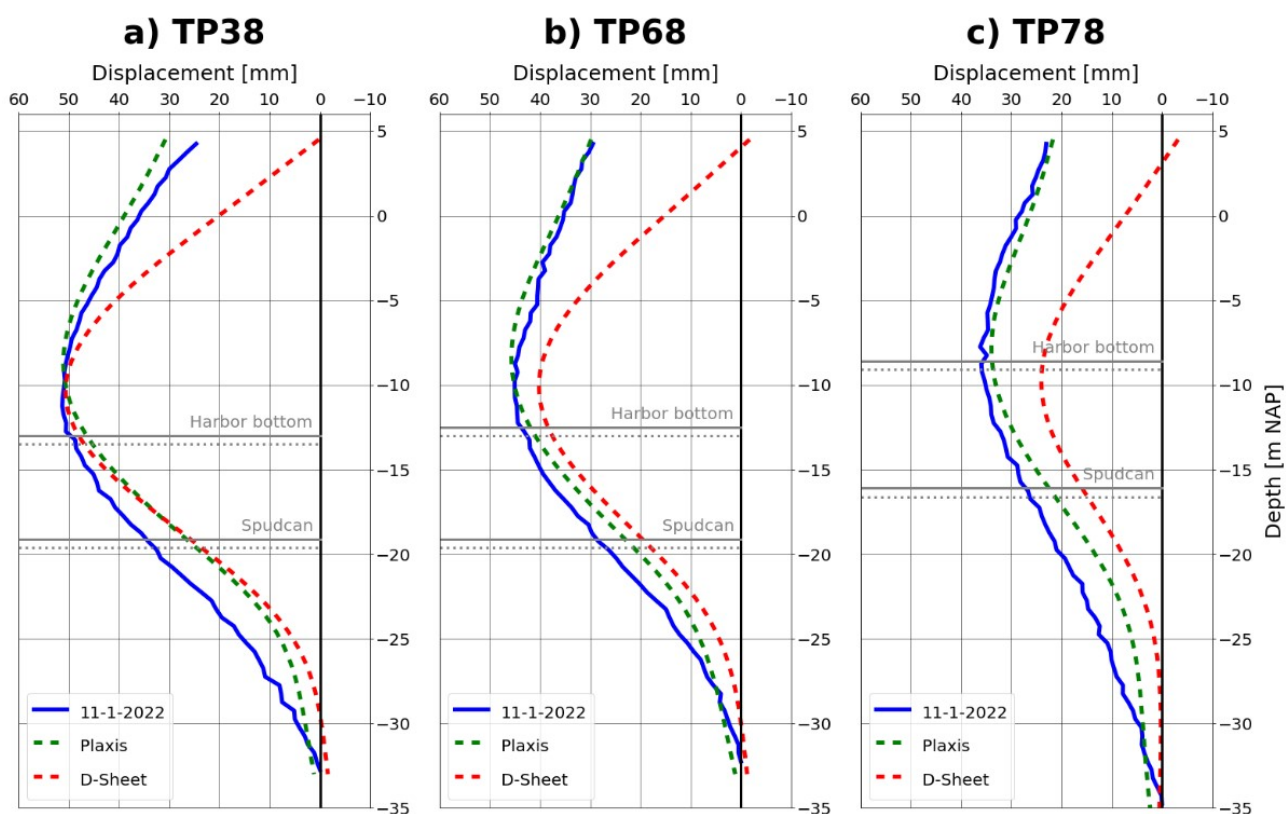 a) TP38
Displacement [mm]
60 50 40 30 20 10 0 −10
5
0
−5
−10
−15
−20
−25
−30
−35
Harbor bottom
Spudcan
11-1-2022
Plaxis
D-Sheet
b) TP68
Displacement [mm]
60 50 40 30 20 10 0 −10
5
0
−5
−10
−15
−20
−25
−30
−35
Harbor bottom
Spudcan
11-1-2022
Plaxis
D-Sheet
c) TP78
Displacement [mm]
60 50 40 30 20 10 0 −10
5
0
−5
−10
−15
−20
−25
−30
−35
Harbor bottom
Spudcan
11-1-2022
Plaxis
D-Sheet
Depth [m NAP]